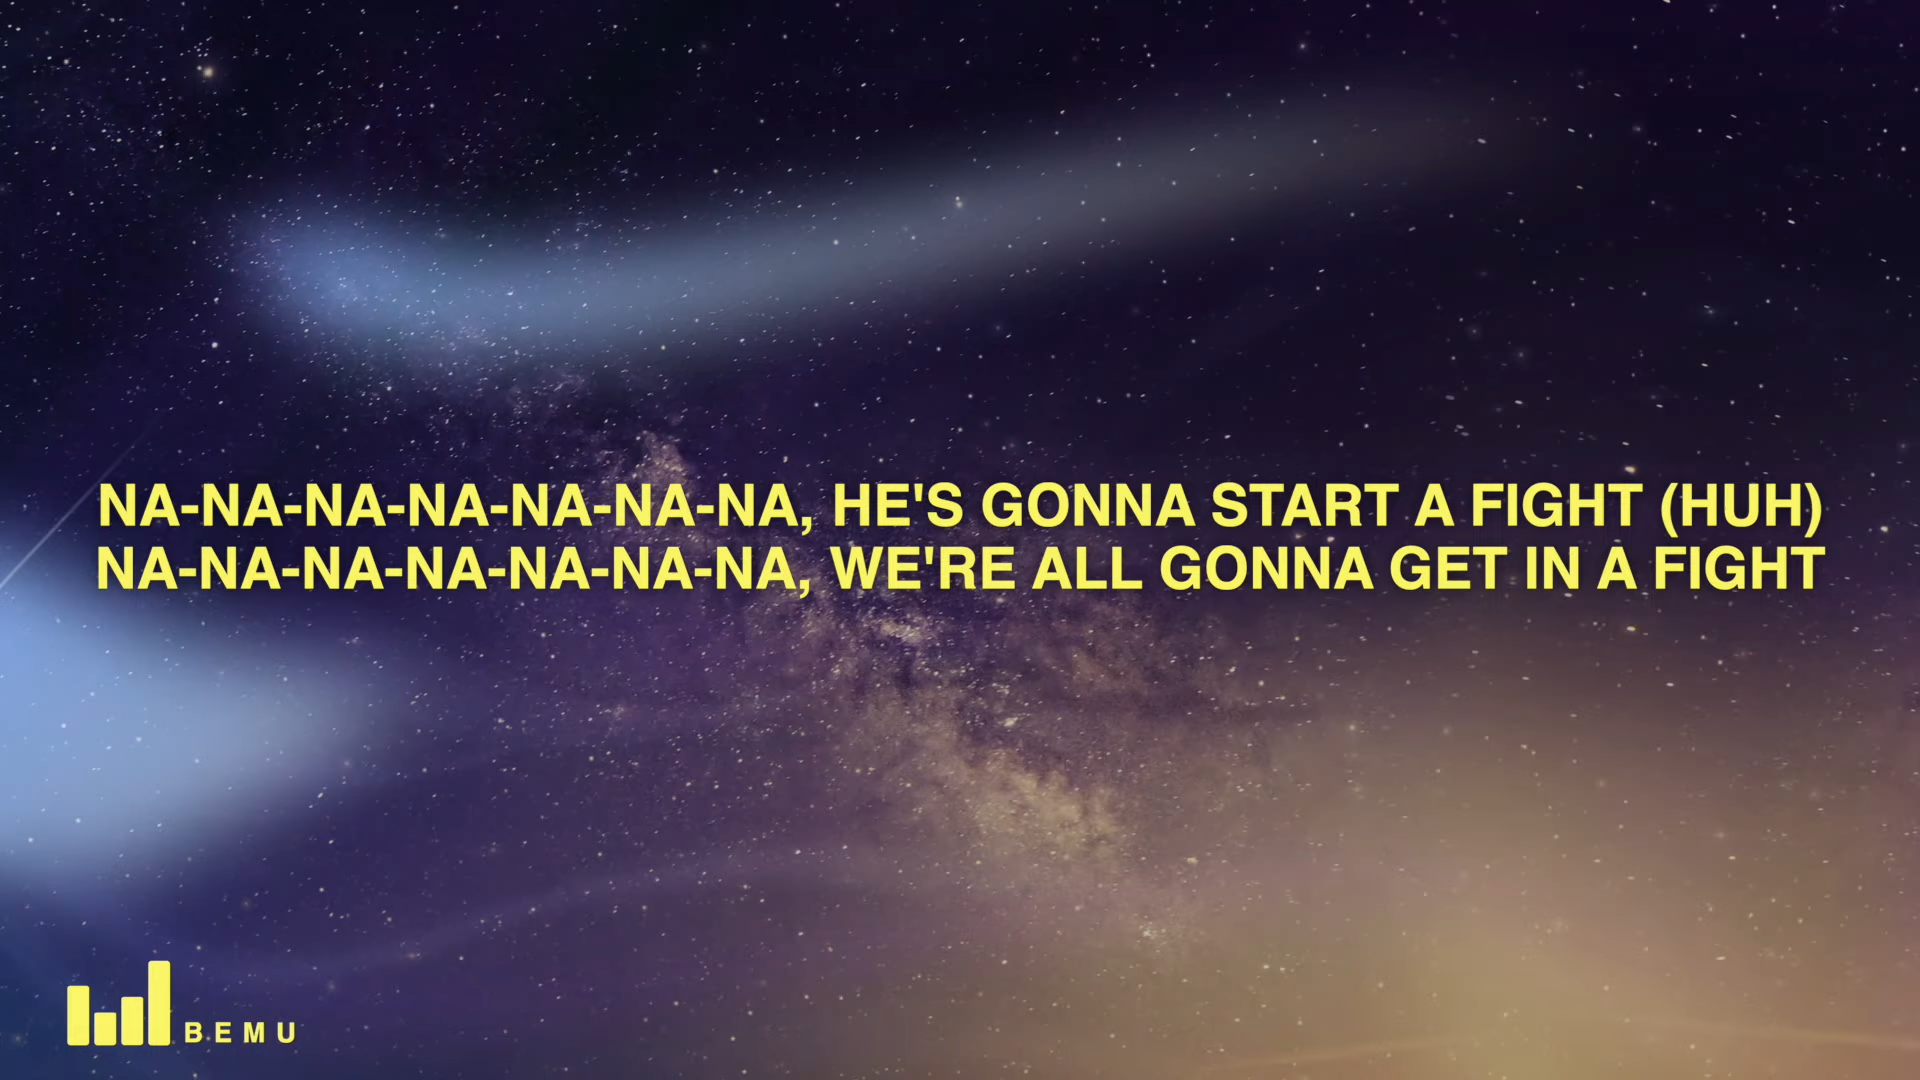 NA-NA-NA-NA-NA-NA-NA, HE'S GONNA START A FIGHT (HUH)
NA-NA-NA-NA-NA-NA-NA, WE'RE ALL GONNA GET IN A FIGHT
BEMU